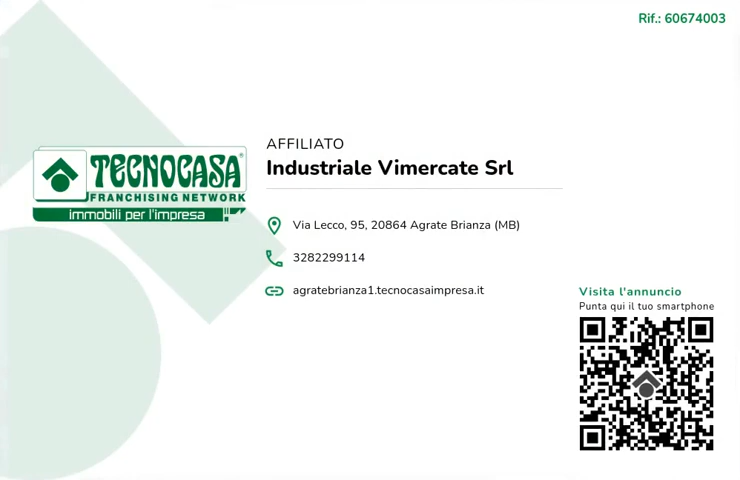 Rif.: 60674003
AFFILIATO
Industriale Vimercate Srl
TECNOCASA®
FRANCHISING NETWORK
immobili per l'impresa
Via Lecco, 95, 20864 Agrate Brianza (MB)
3282299114
agratebrianza1.tecnocasaimpresa.it
Visita l'annuncio
Punta qui il tuo smartphone